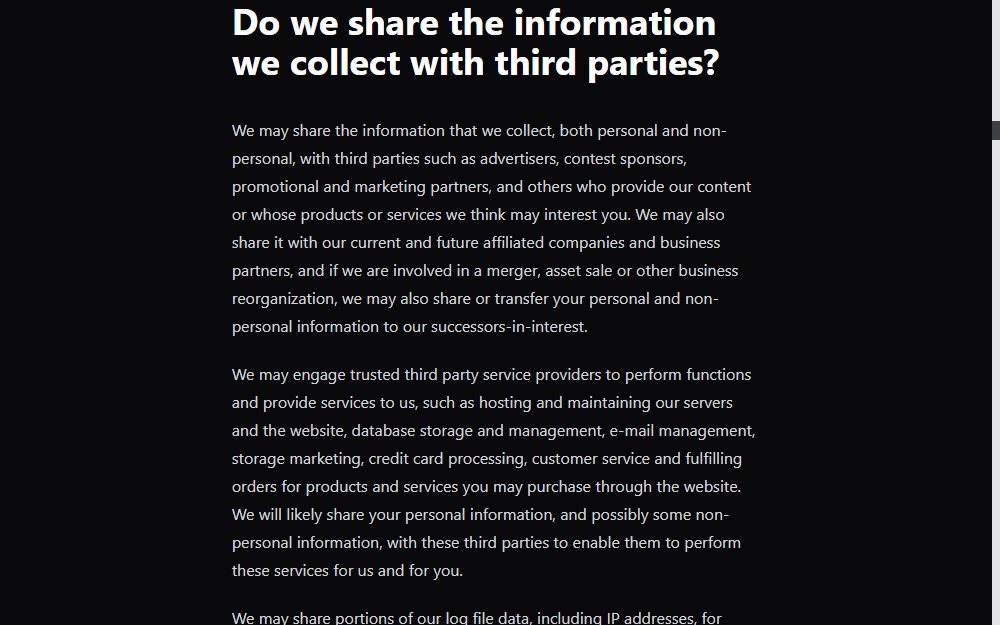 Do we share the information
we collect with third parties?
We may share the information that we collect, both personal and non-
personal, with third parties such as advertisers, contest sponsors,
promotional and marketing partners, and others who provide our content
or whose products or services we think may interest you. We may also
share it with our current and future affiliated companies and business
partners, and if we are involved in a merger, asset sale or other business
reorganization, we may also share or transfer your personal and non-
personal information to our successors-in-interest.
We may engage trusted third party service providers to perform functions
and provide services to us, such as hosting and maintaining our servers
and the website, database storage and management, e-mail management,
storage marketing, credit card processing, customer service and fulfilling
orders for products and services you may purchase through the website.
We will likely share your personal information, and possibly some non-
personal information, with these third parties to enable them to perform
these services for us and for you.
We may share portions of our log file data, including IP addresses, for